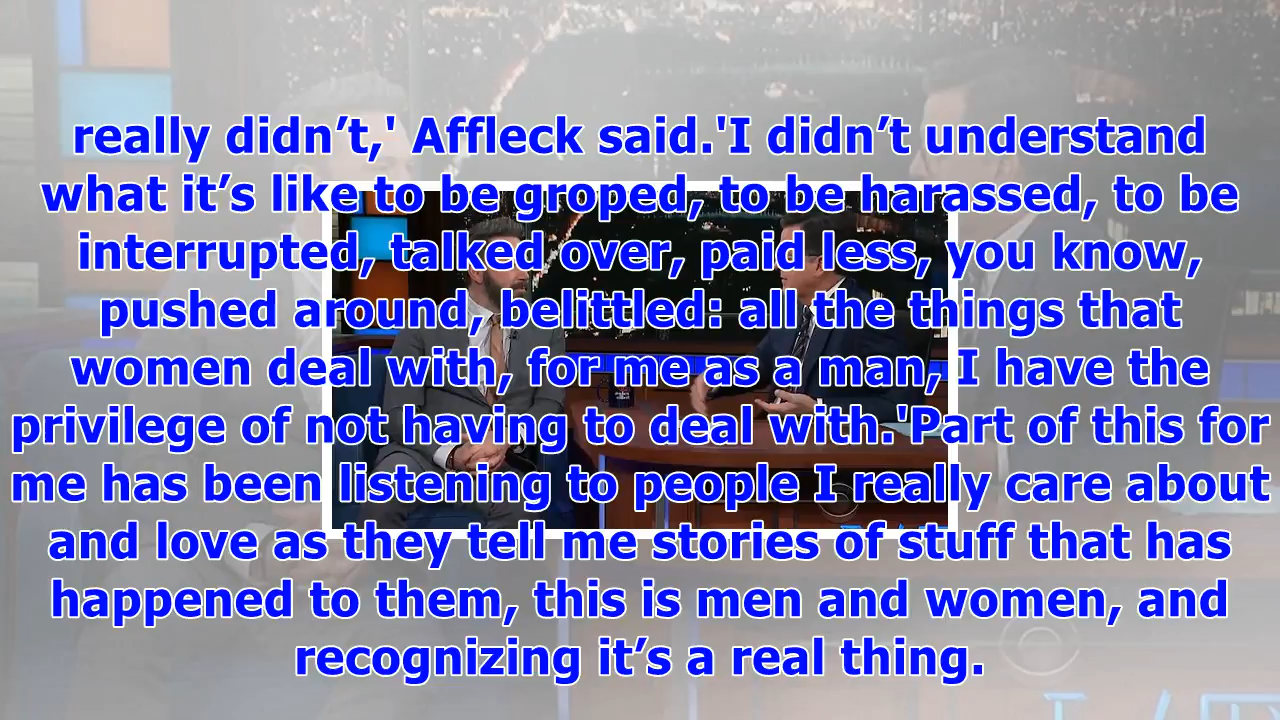 really didn’t,' Affleck said.'I didn’t understand
what it’s like to be groped, to be harassed, to be
interrupted, talked over, paid less, you know,
pushed around, belittled: all the things that
women deal with, for me as a man, I have the
privilege of not having to deal with.'Part of this for
me has been listening to people I really care about
and love as they tell me stories of stuff that has
happened to them, this is men and women, and
recognizing it’s a real thing.